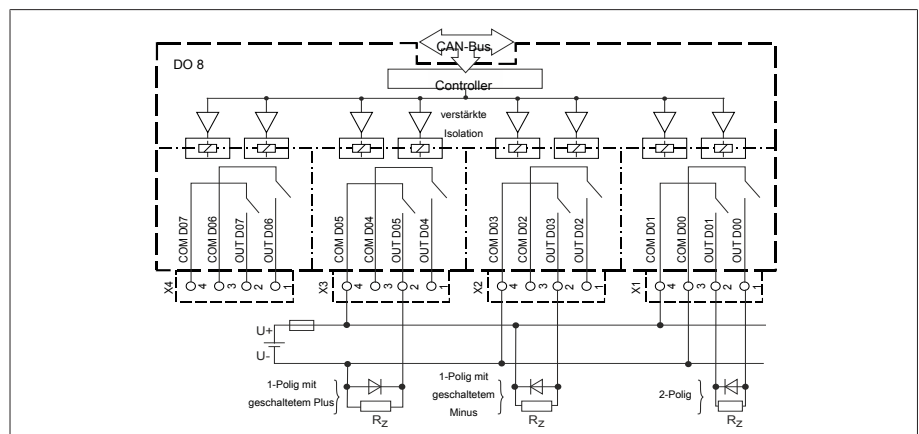 CAN-Bus
DO 8
Controller
verstärkte
Isolation
COM D07
COM D06
OUT D07
OUT D06
COM D05
COM D04
OUT D05
OUT D04
COM D03
COM D02
OUT D03
OUT D02
COM D01
COM D00
OUT D01
OUT D00
X4
4
3
2
1
X3
4
3
2
1
X2
4
3
2
1
X1
4
3
2
1
U+
U-
1-Polig mit
geschaltetem Plus
RZ
1-Polig mit
geschaltetem
Minus
RZ
2-Polig
RZ